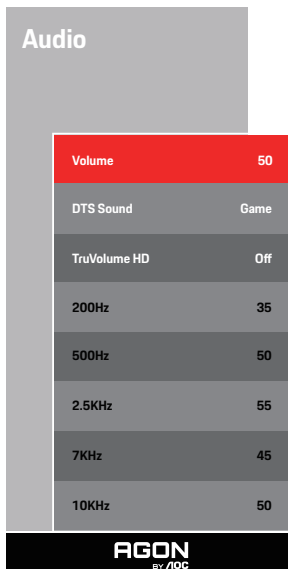 Audio
Volume 50
DTS Sound Game
TruVolume HD Off
200Hz 35
500Hz 50
2.5KHz 55
7KHz 45
10KHz 50
AGON
BY AOC